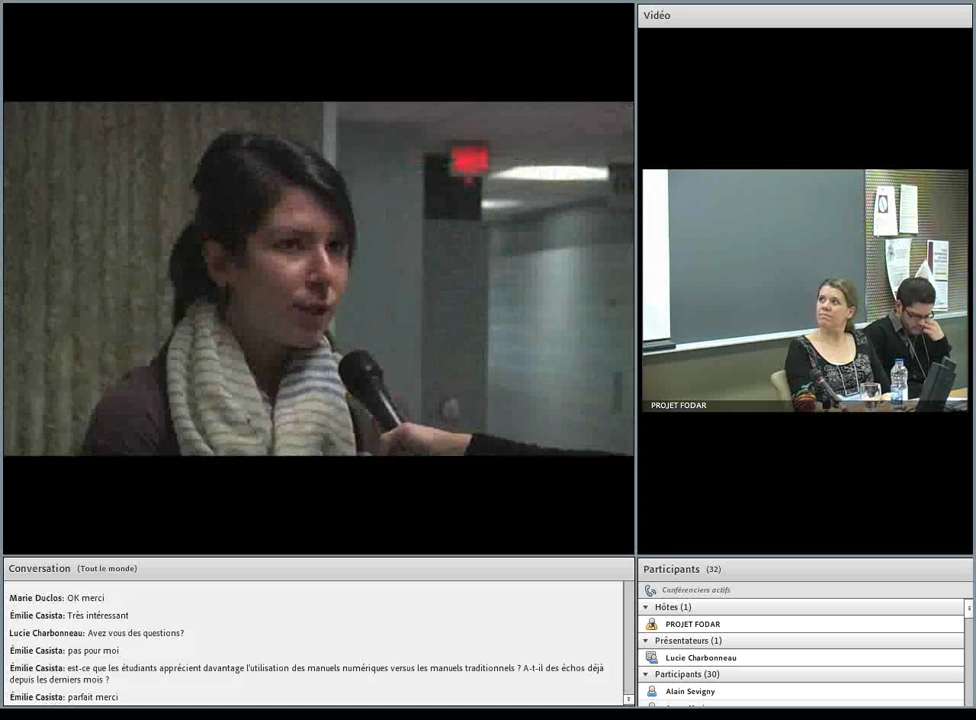 Vidéo
PROJET FODAR
Conversation (Tout le monde)
Marie Duclos: OK merci
Émilie Casista: Très intéressant
Lucie Charbonneau: Avez vous des questions?
Émilie Casista: pas pour moi
Émilie Casista: est-ce que les étudiants apprécient davantage l'utilisation des manuels numériques versus les manuels traditionnels ? A-t-il des échos déjà
depuis les derniers mois ?
Émilie Casista: parfait merci
Participants (32)
Conférenciers actifs
Hôtes (1)
PROJET FODAR
Présentateurs (1)
Lucie Charbonneau
Participants (30)
Alain Sevigny